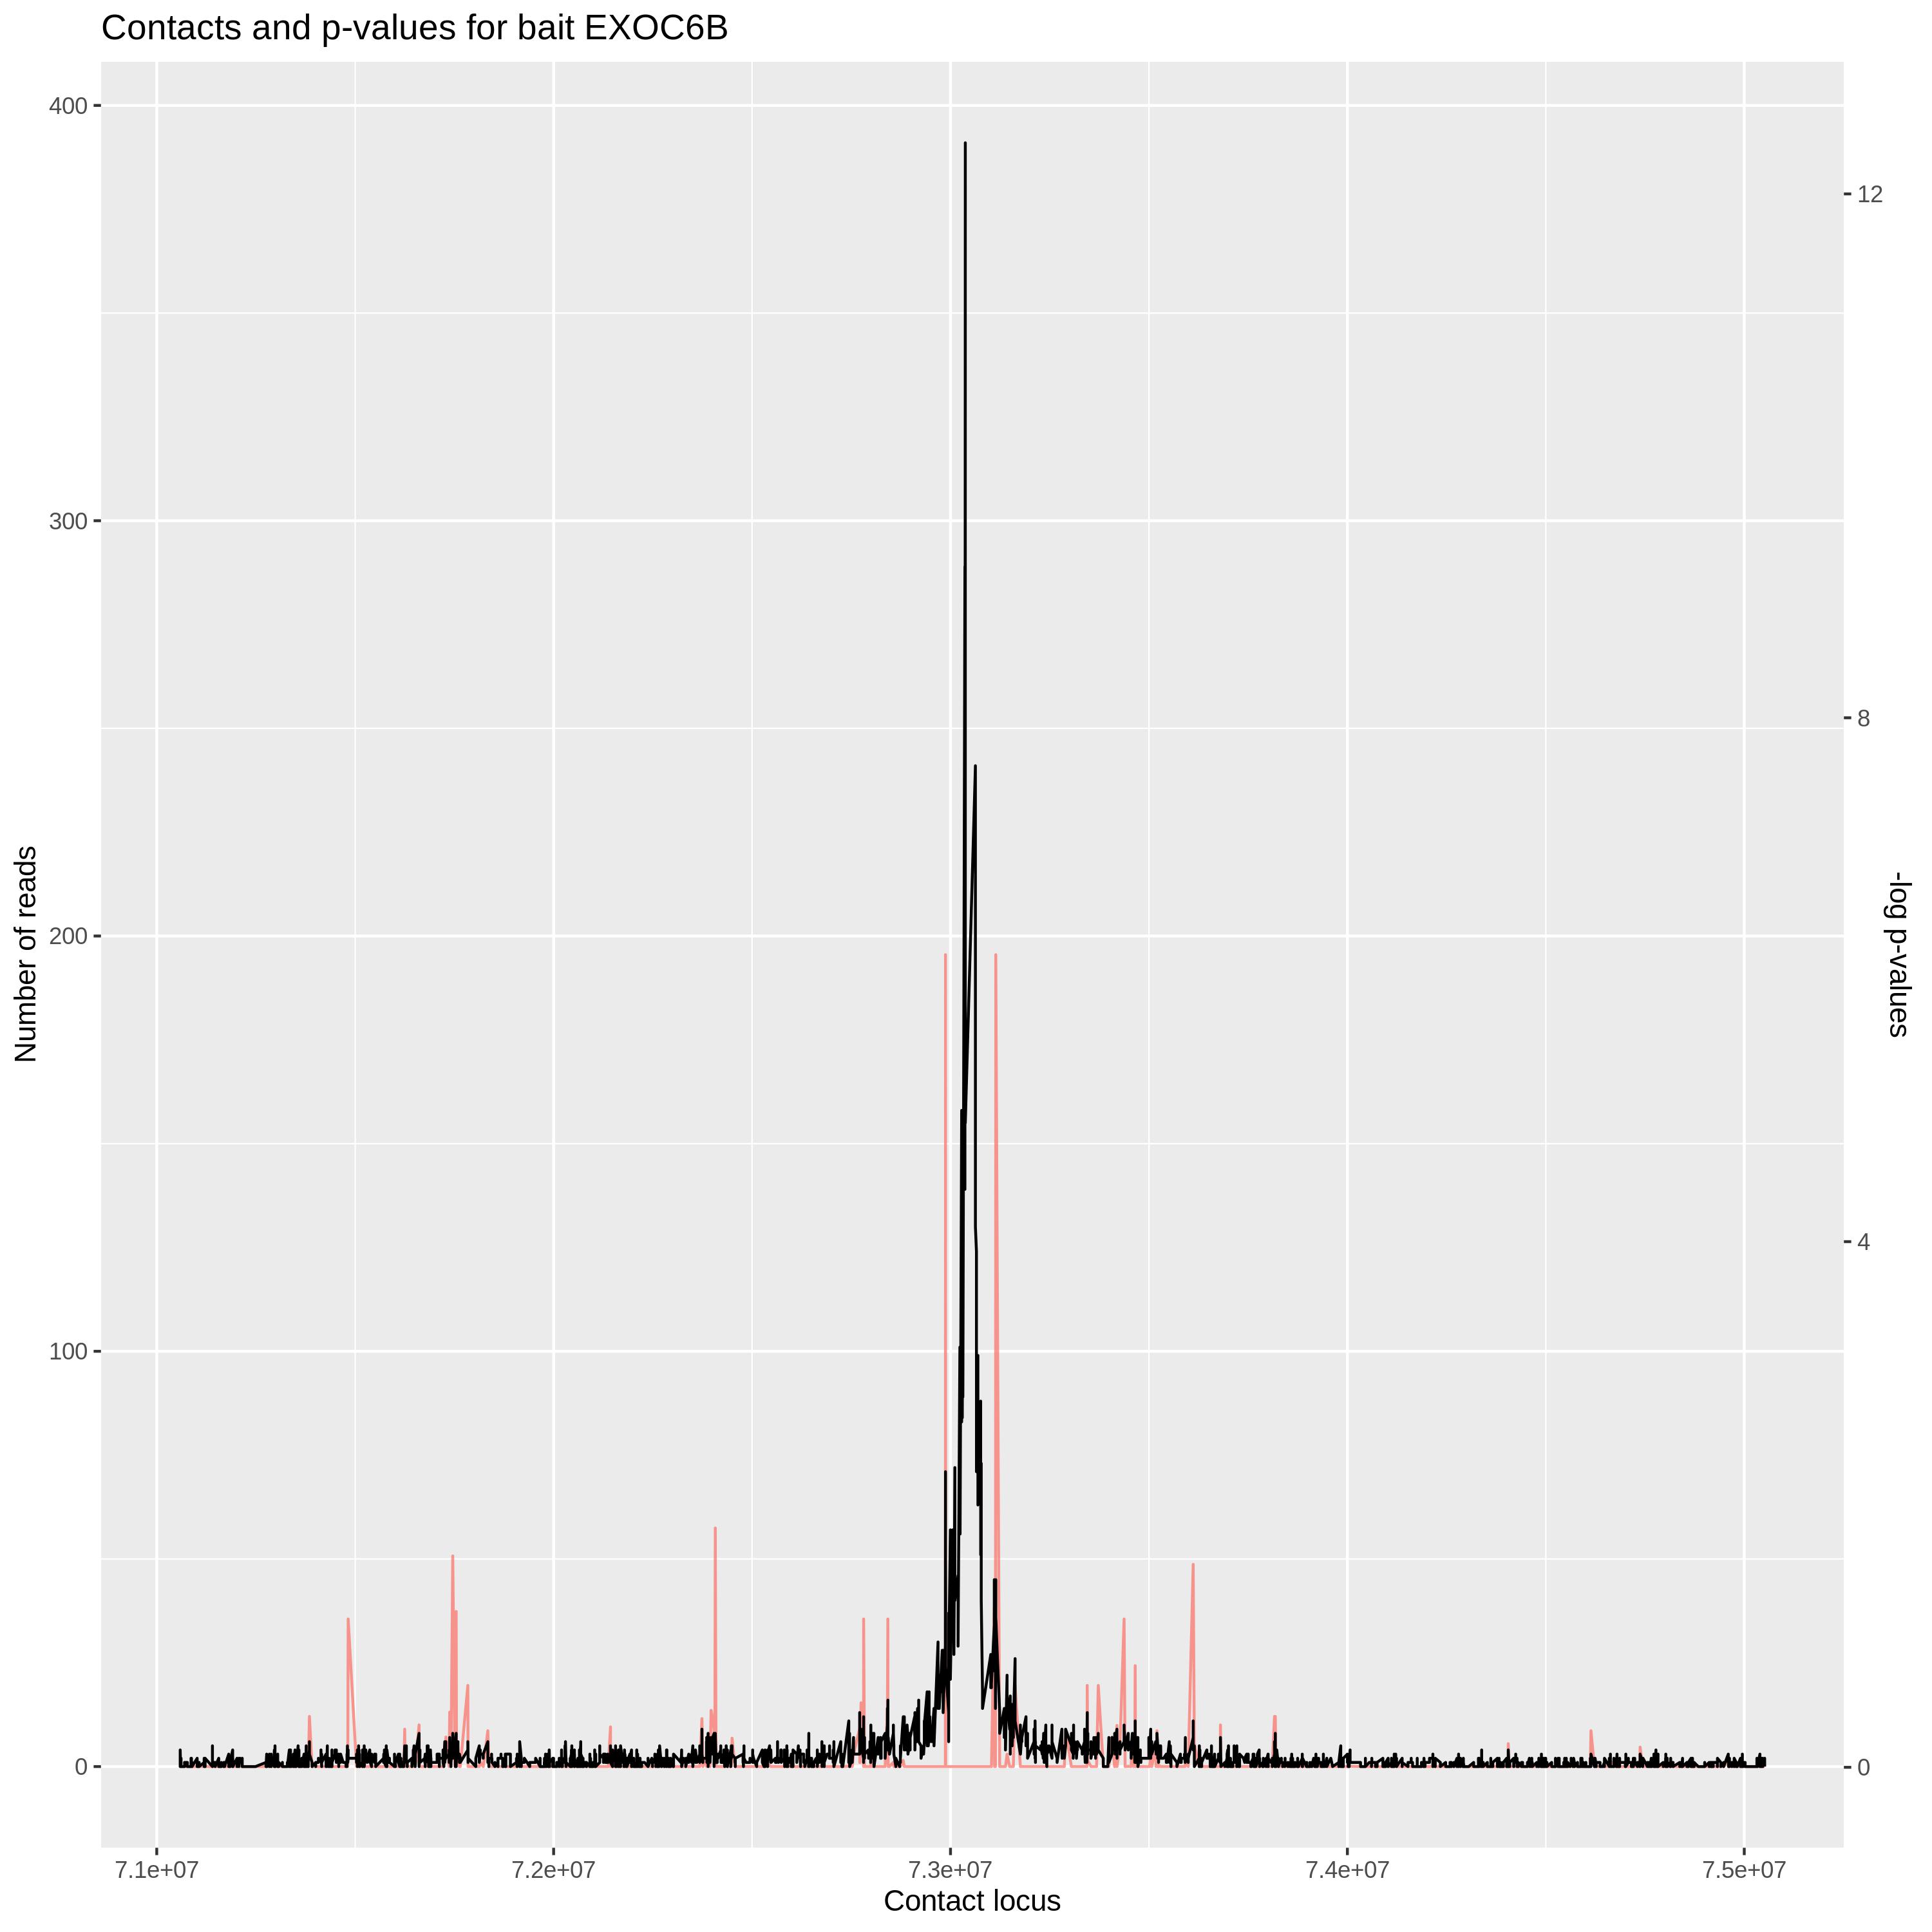 Contacts and p-values for bait EXOC6B
400
300
200
100
0
Number of reads
12
8
4
0
-log p-values
7.1e+07 7.2e+07 7.3e+07 7.4e+07 7.5e+07
Contact locus